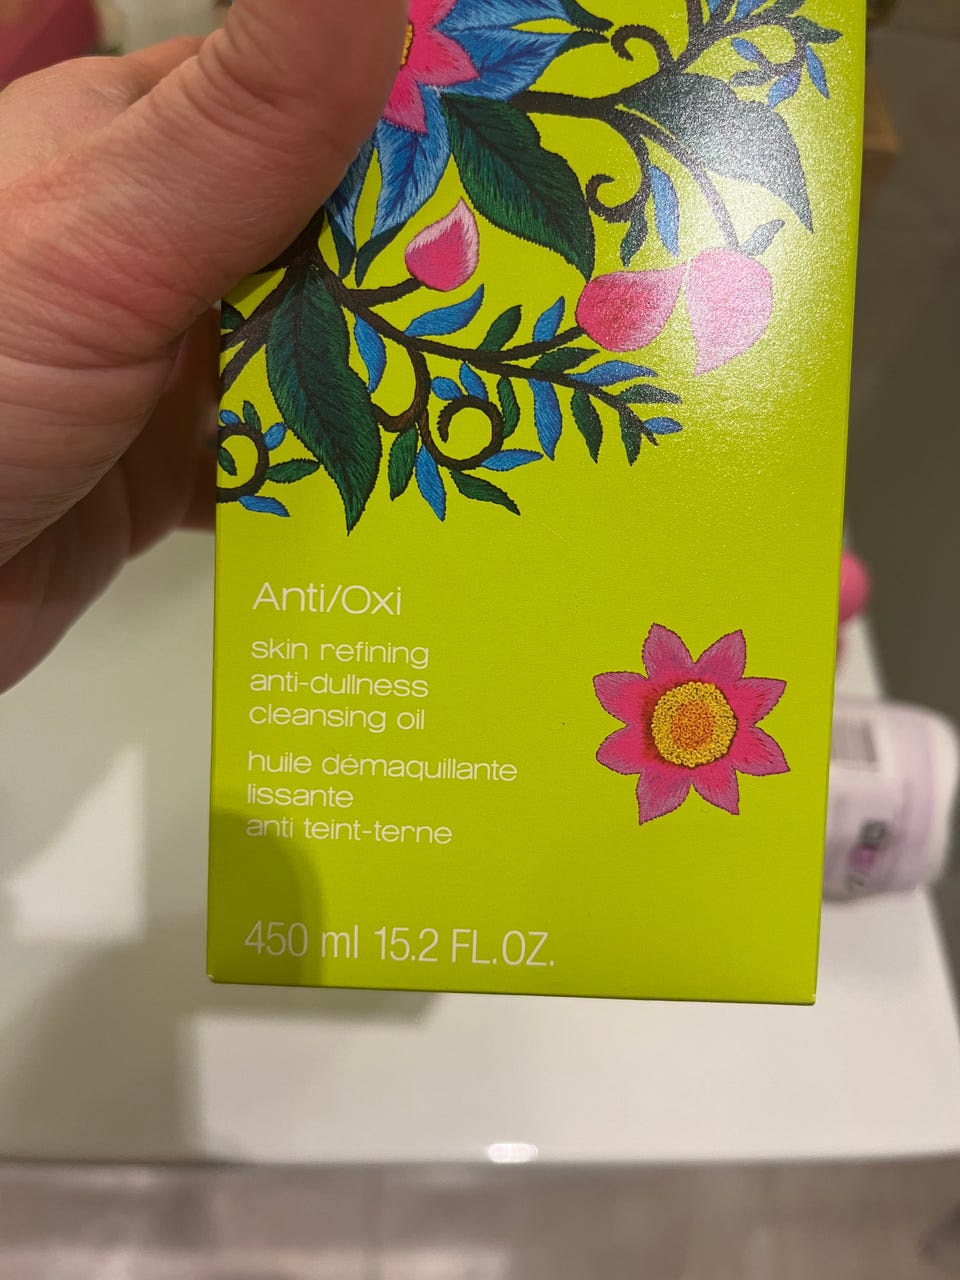 Anti/Oxi
skin refining
anti-dullness
cleansing oil
huile démaquillante
lissante
anti teint-terne
450 ml 15.2 FL.OZ.